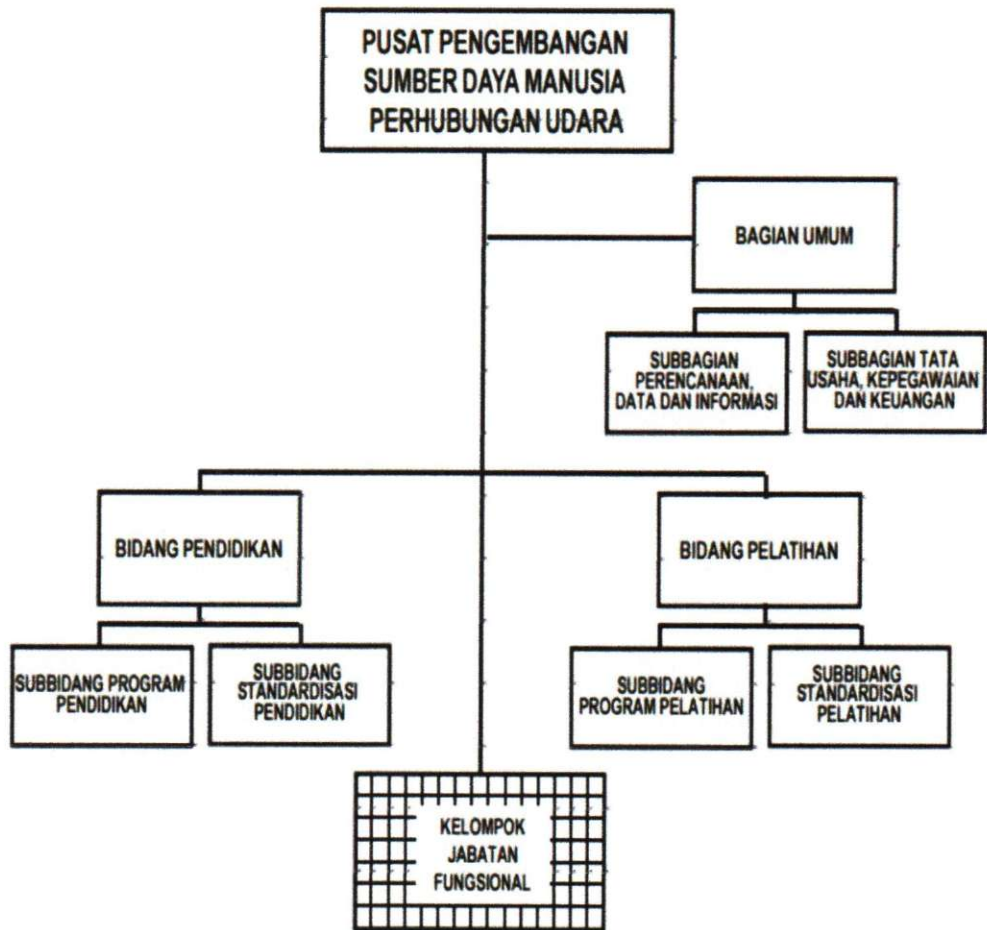 PUSAT PENGEMBANGAN
SUMBER DAYA MANUSIA
PERHUBUNGAN UDARA
BAGIAN UMUM
SUBBAGIAN
PERENCANAAN,
DATA DAN INFORMASI
SUBBAGIAN TATA
USAHA, KEPEGAWAIAN
DAN KEUANGAN
BIDANG PENDIDIKAN
BIDANG PELATIHAN
SUBBIDANG PROGRAM
PENDIDIKAN
SUBBIDANG
STANDARDISASI
PENDIDIKAN
SUBBIDANG
PROGRAM PELATIHAN
SUBBIDANG
STANDARDISASI
PELATIHAN
KELOMPOK
JABATAN
FUNGSIONAL